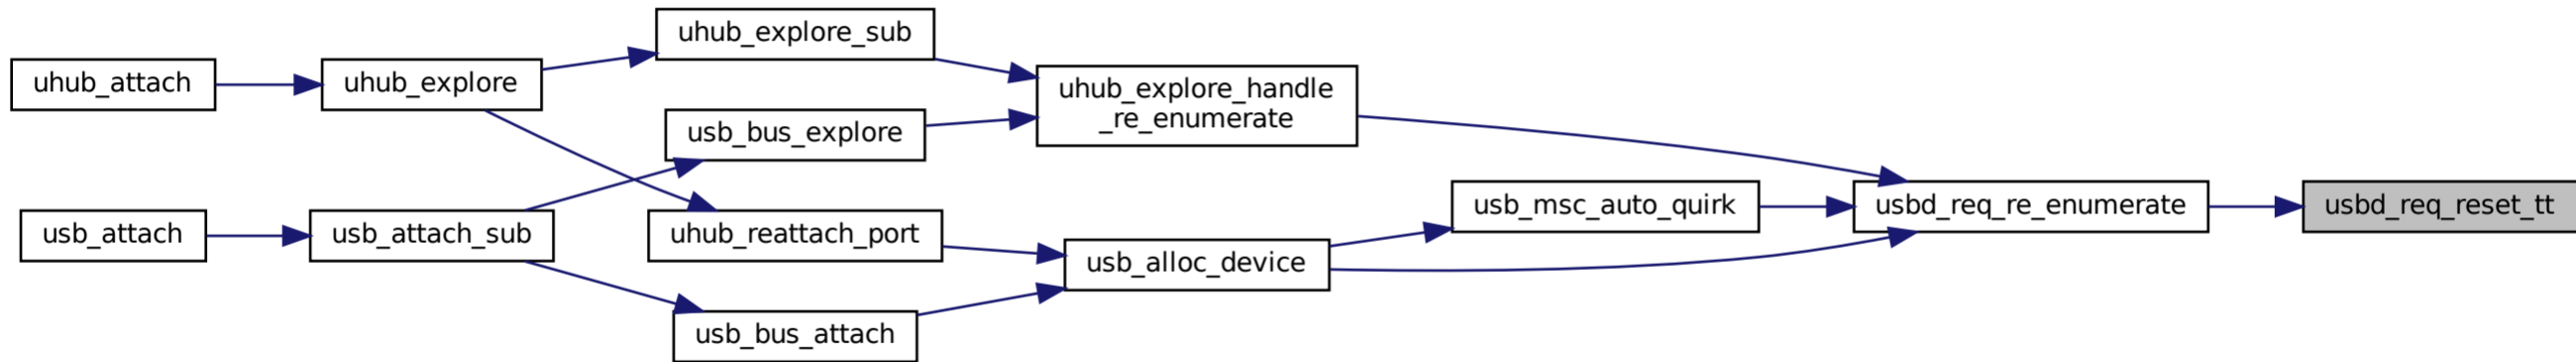 uhub_explore_sub
uhub_attach
uhub_explore
uhub_explore_handle
_re_enumerate
usb_bus_explore
usb_msc_auto_quirk
usbd_req_re_enumerate
usbd_req_reset_tt
usb_attach
usb_attach_sub
uhub_reattach_port
usb_alloc_device
usb_bus_attach